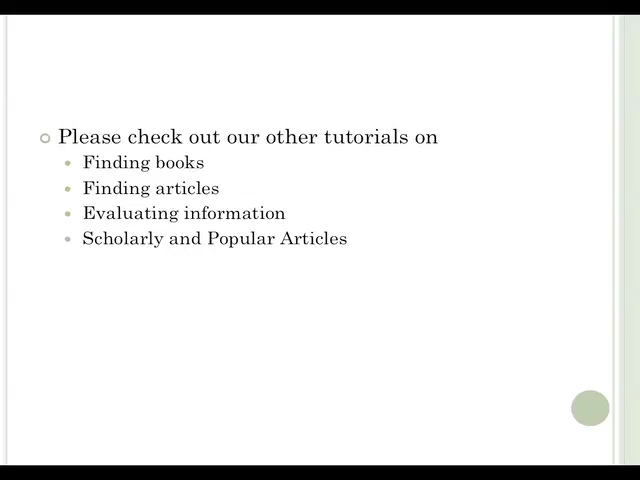 Please check out our other tutorials on
Finding books
Finding articles
Evaluating information
Scholarly and Popular Articles